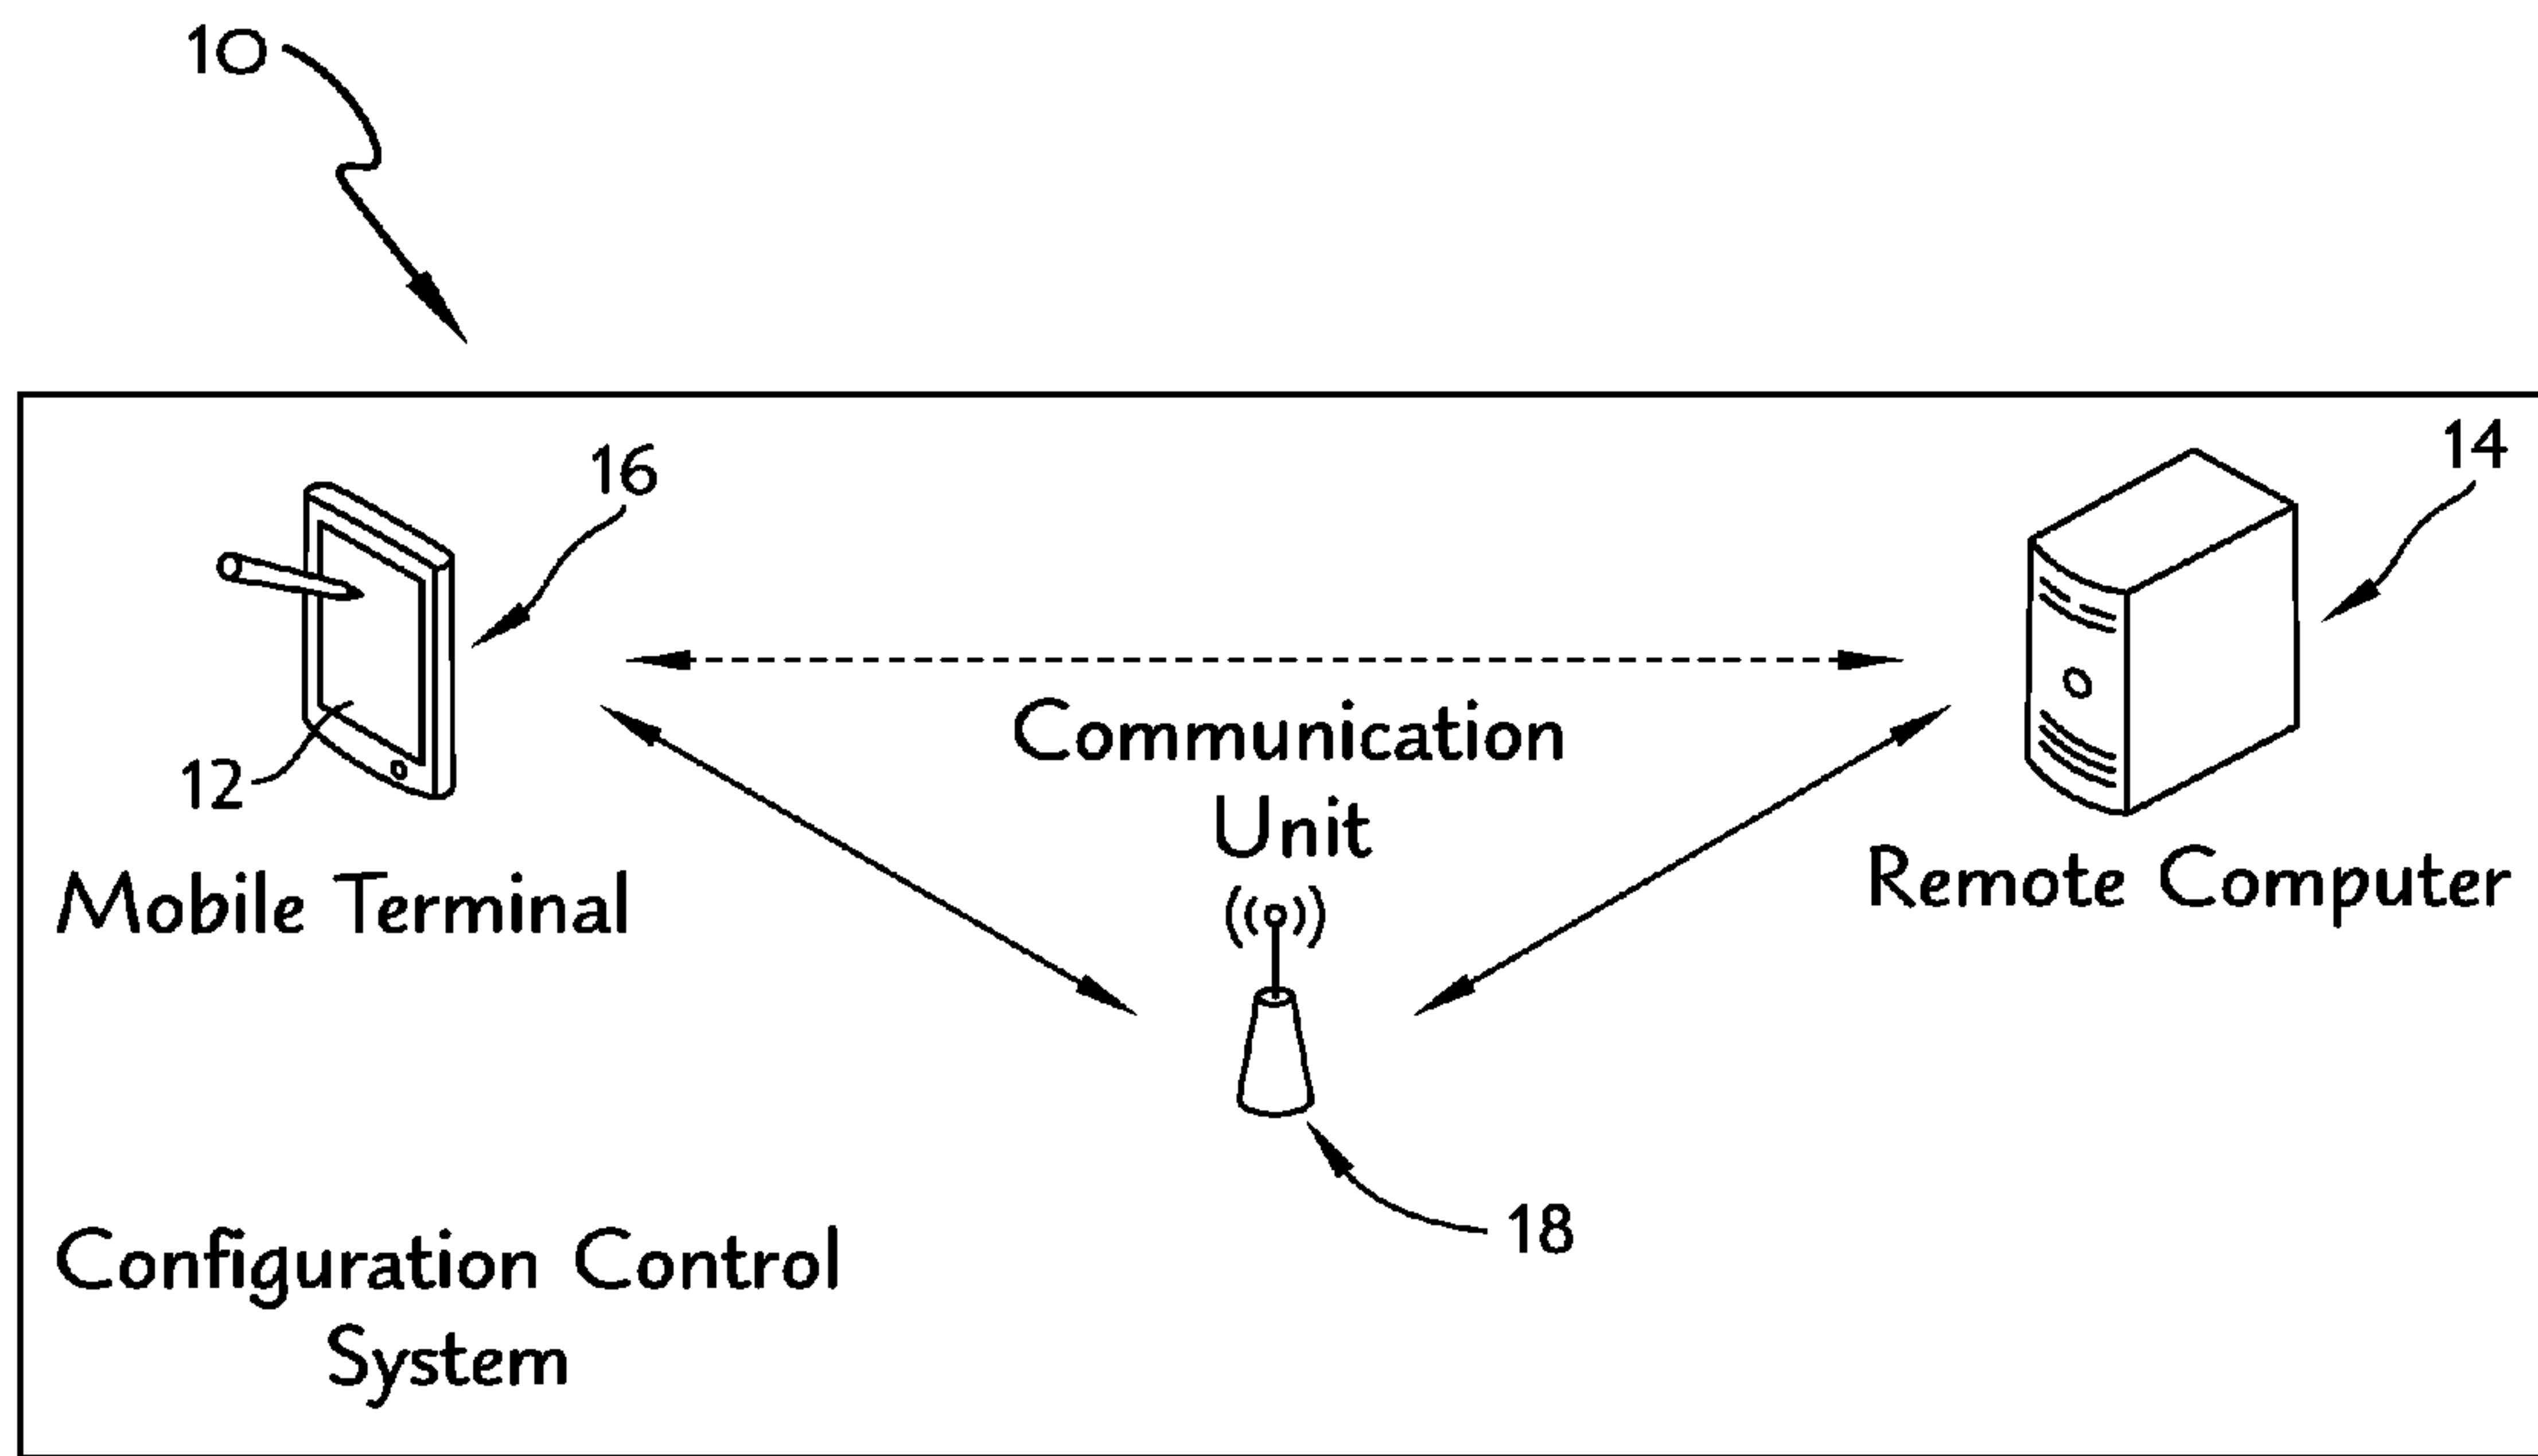 10
16
14
Communication
Unit
12
Mobile Terminal
Remote Computer
18
Configuration Control
System